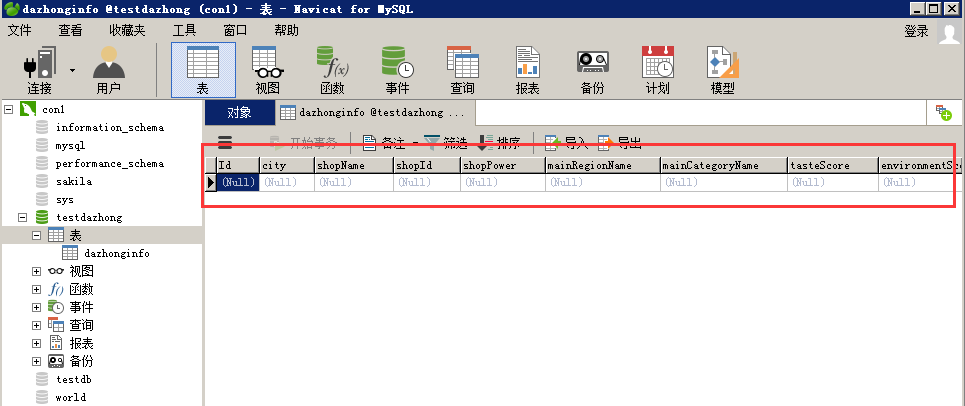 dazhonginfo @testdazhong (con1) - 表 - Navicat for MySQL
文件 查看 收藏夹 工具 窗口 帮助 登录
连接 用户 表 视图 函数 事件 查询 报表 备份 计划 模型
con1
information_schema
mysql
performance_schema
sakila
sys
testdazhong
表
dazhonginfo
视图
函数
事件
查询
报表
备份
testdb
world
对象 dazhonginfo @testdazhong ...
开始事务 备注 筛选 排序 导入 导出
Id city shopName shopId shopPower mainRegionName mainCategoryName tasteScore environmentSco
(Null) (Null) (Null) (Null) (Null) (Null) (Null) (Null) (Null)